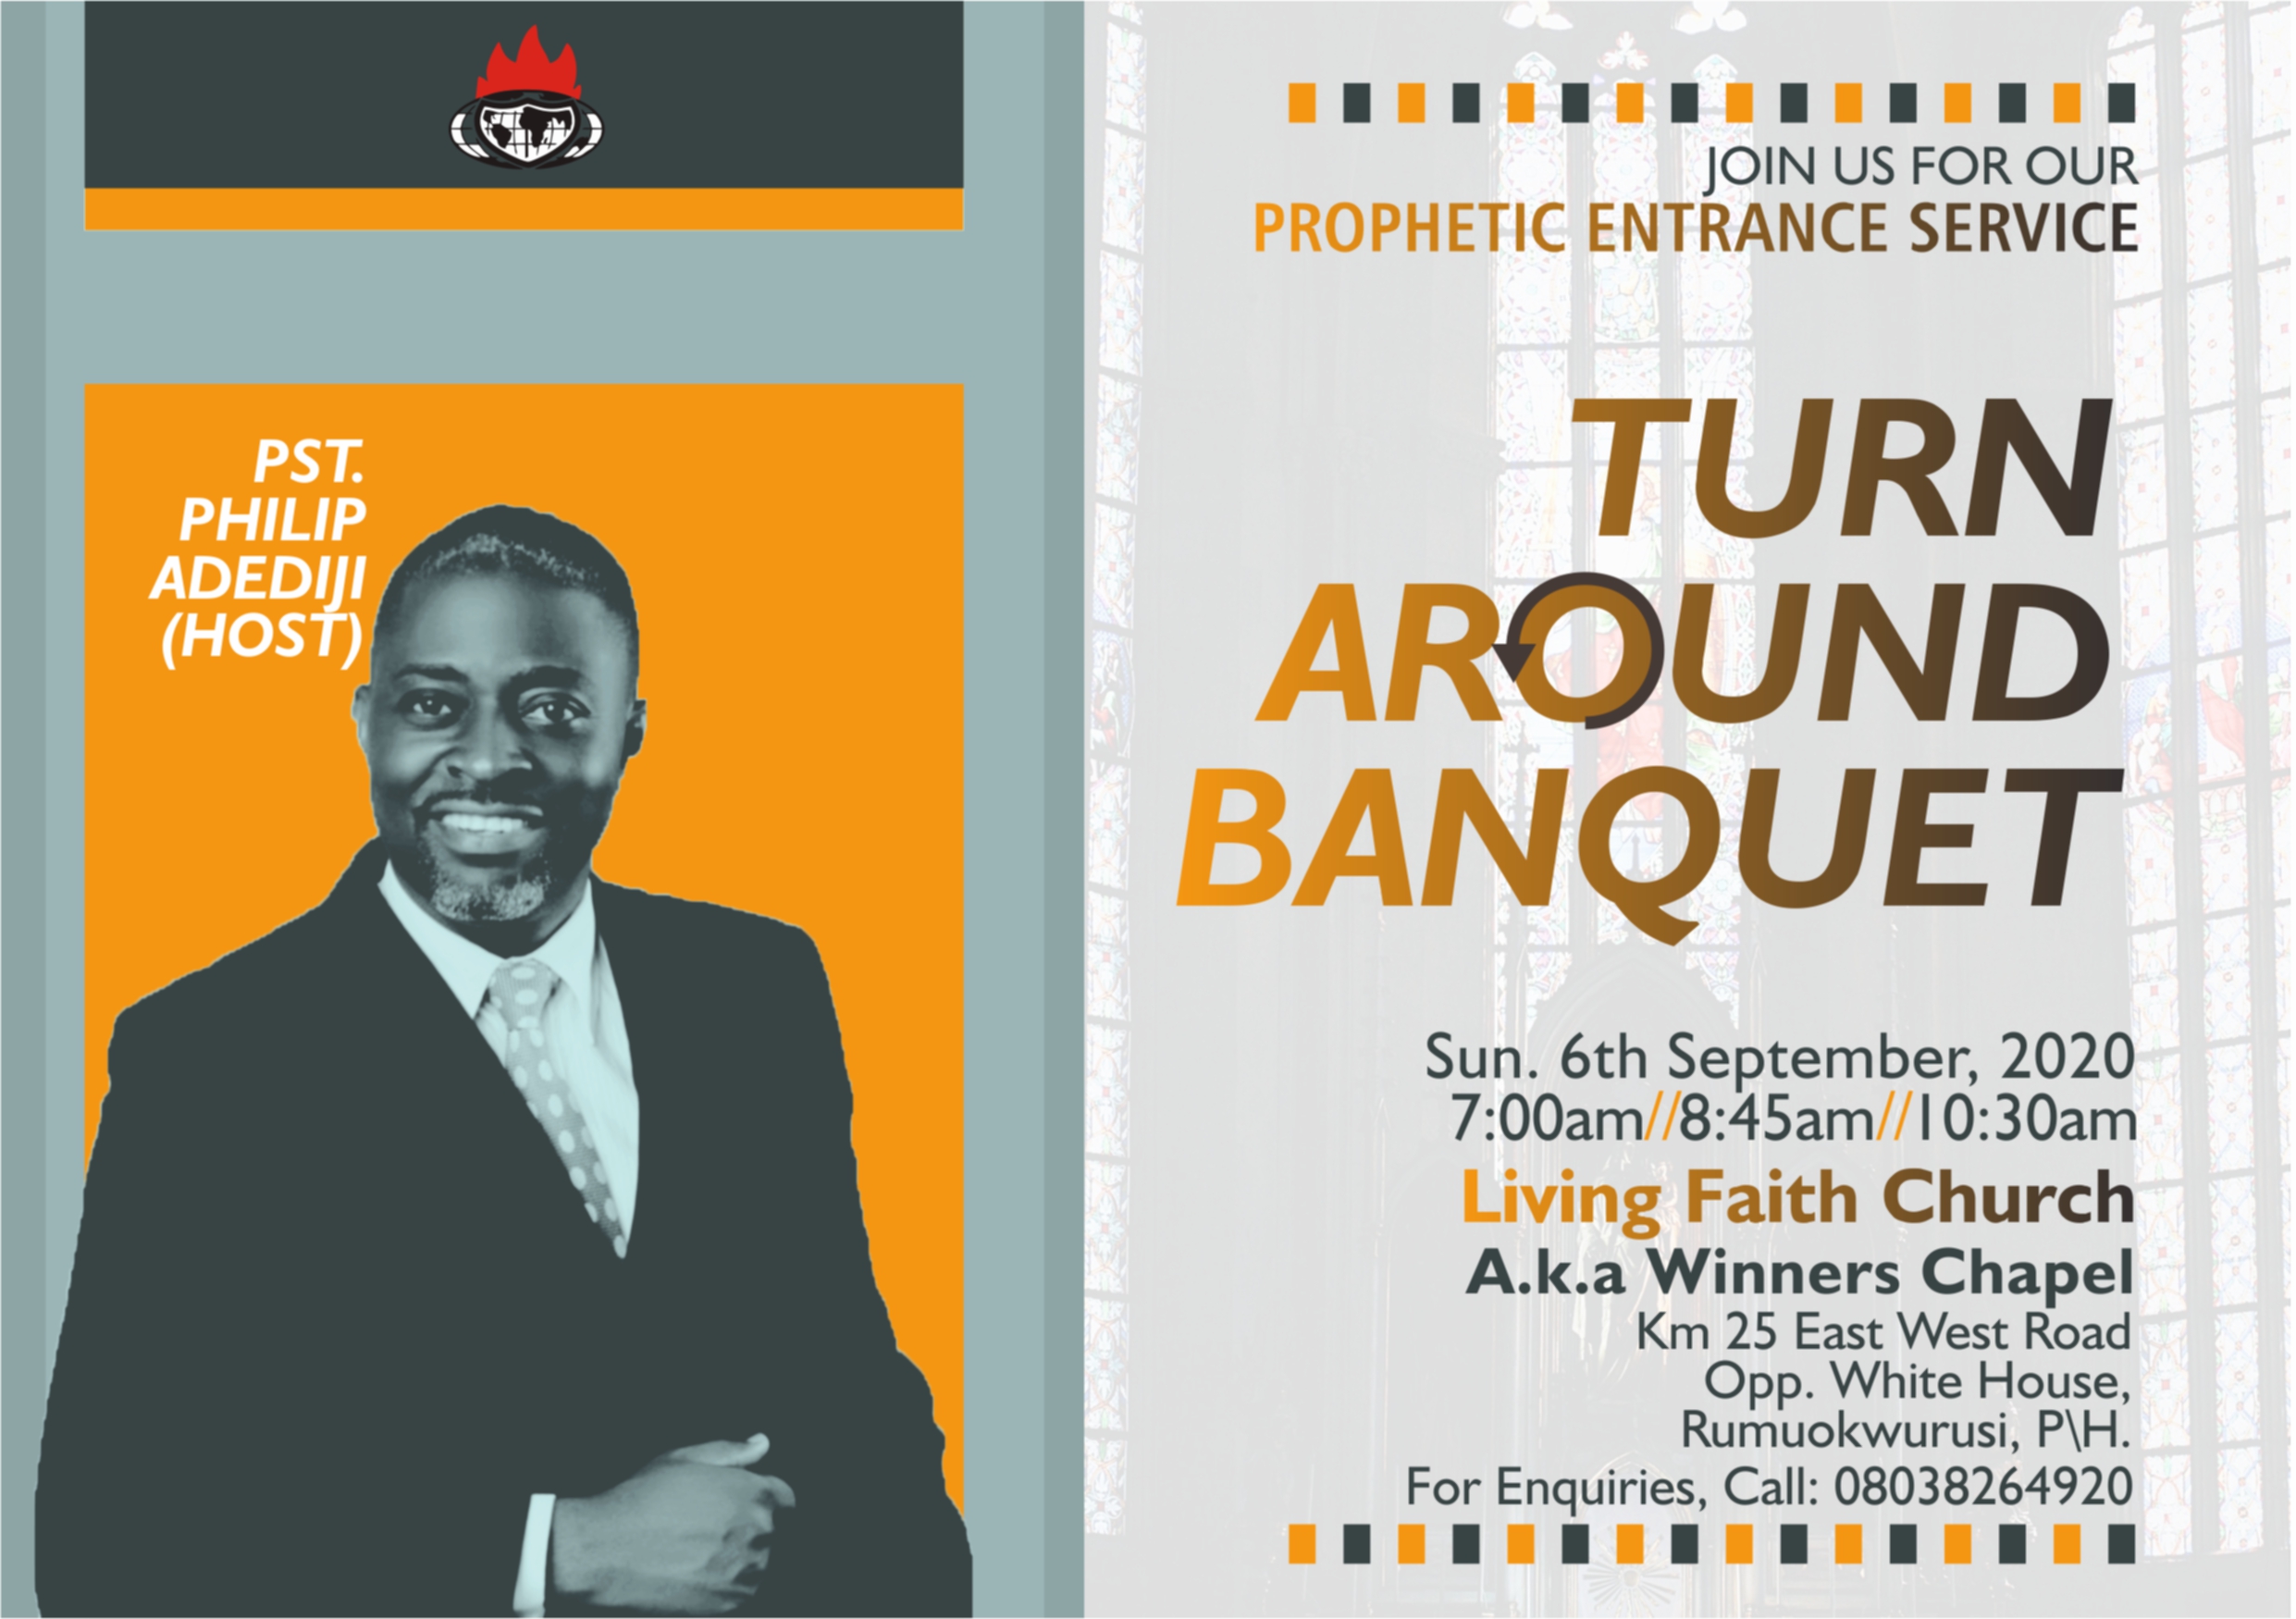 PST.
PHILIP
ADEDIJI
(HOST)
JOIN US FOR OUR
PROPHETIC ENTRANCE SERVICE
TURN
AROUND
BANQUET
Sun. 6th September, 2020
7:00am//8:45am//10:30am
Living Faith Church
A.k.a Winners Chapel
Km 25 East West Road
Opp. White House,
Rumuokwurusi, P\H.
For Enquiries, Call: 08038264920